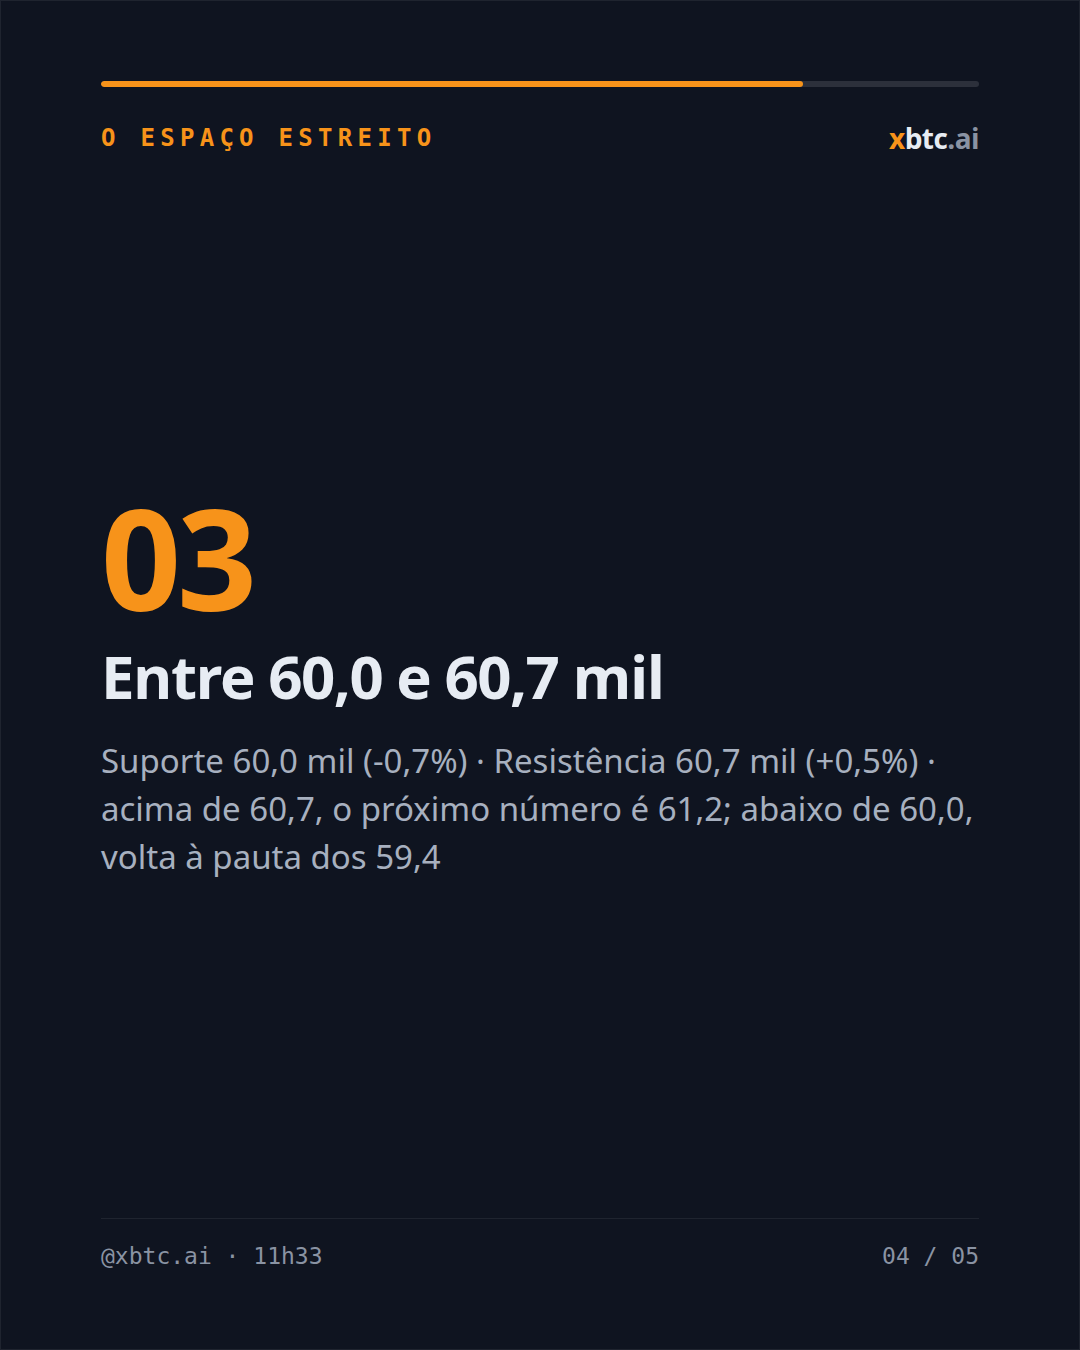 O ESPAÇO ESTREITO
xbtc.ai
03
Entre 60,0 e 60,7 mil
Suporte 60,0 mil (-0,7%) · Resistência 60,7 mil (+0,5%) ·
acima de 60,7, o próximo número é 61,2; abaixo de 60,0,
volta à pauta dos 59,4
@xbtc.ai · 11h33
04 / 05